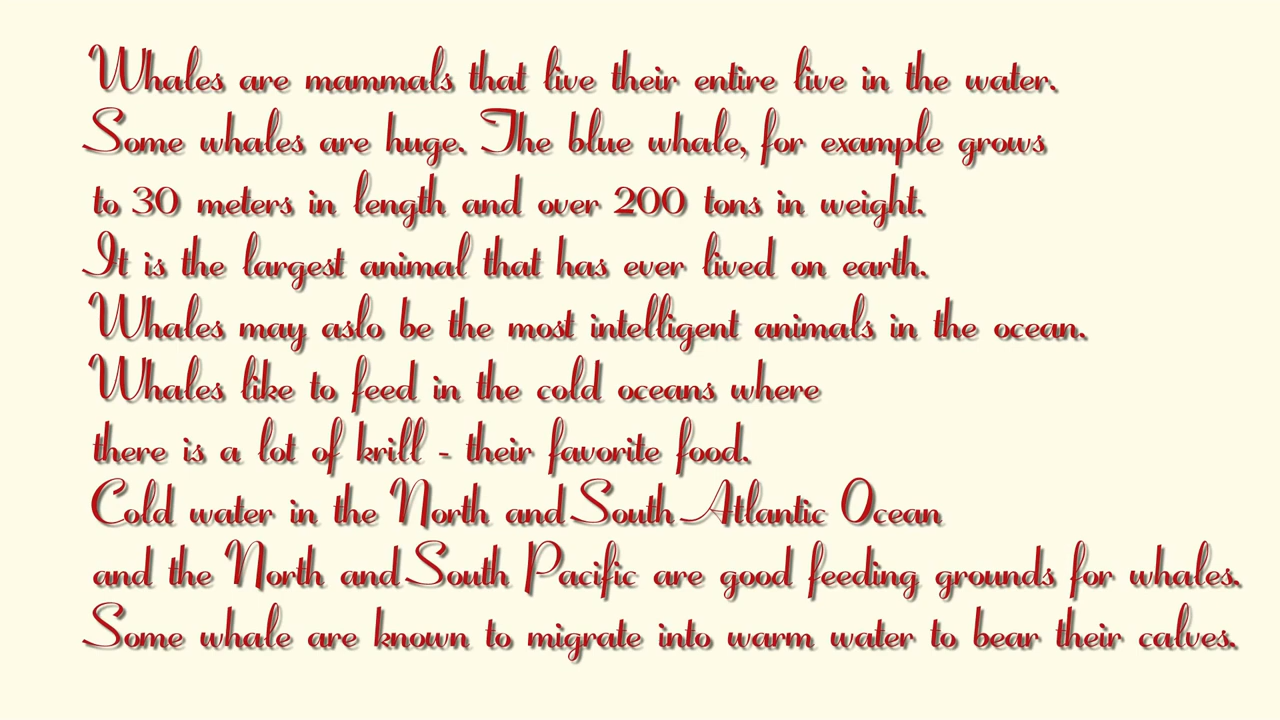 Whales are mammals that live their entire live in the water.
Some whales are huge. The blue whale, for example grows
to 30 meters in length and over 200 tons in weight.
It is the largest animal that has ever lived on earth.
Whales may aslo be the most intelligent animals in the ocean.
Whales like to feed in the cold oceans where
there is a lot of krill - their favorite food.
Cold water in the North and South Atlantic Ocean
and the North and South Pacific are good feeding grounds for whales.
Some whale are known to migrate into warm water to bear their calves.